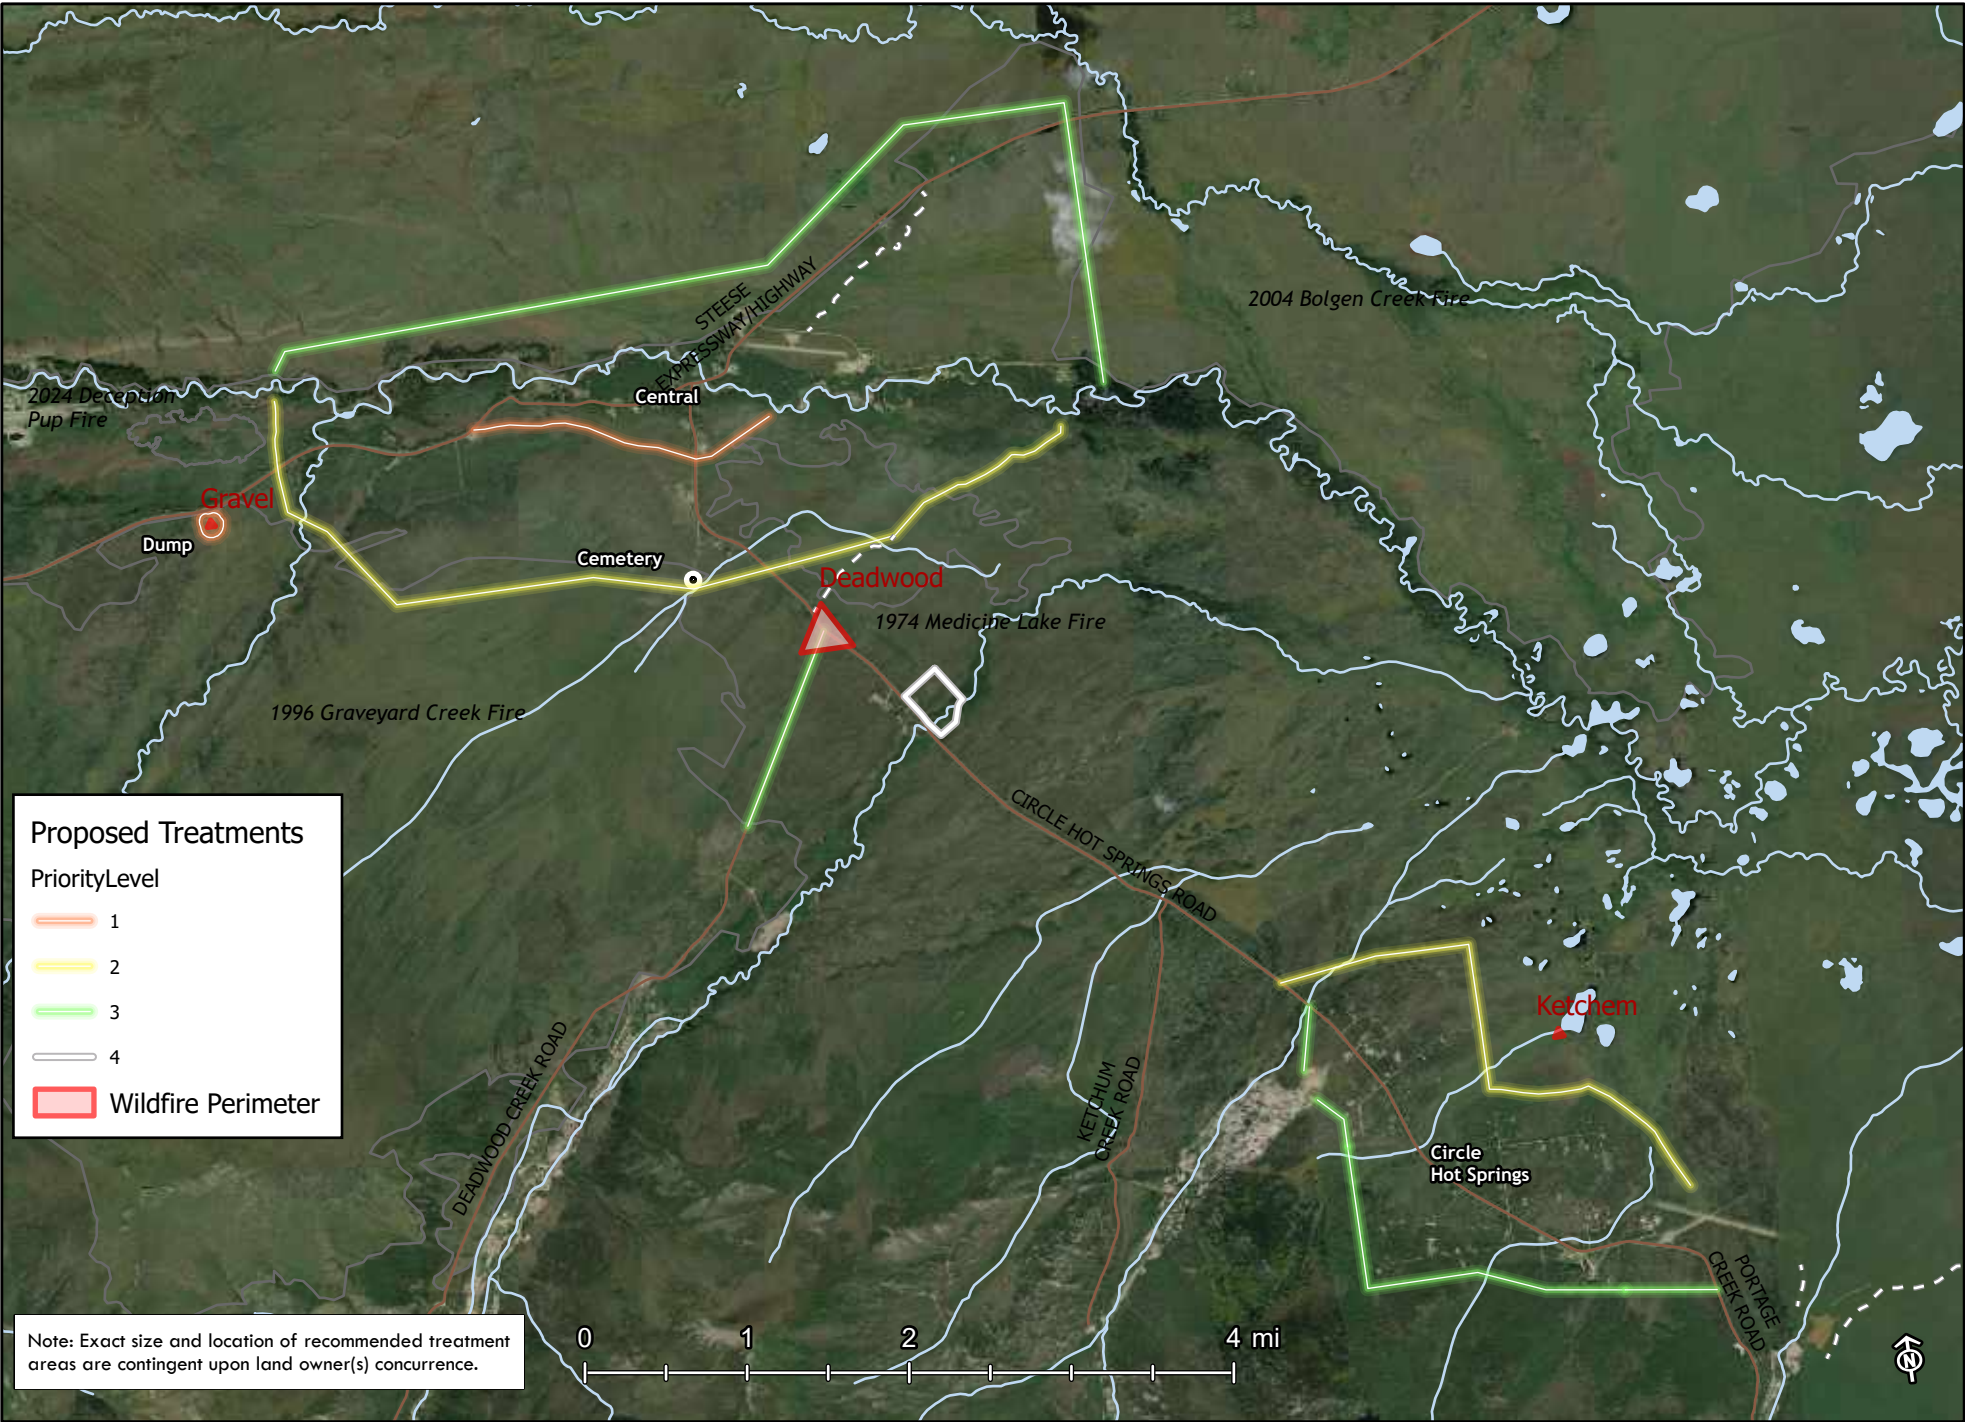 STEESE
EXPRESSWAY/HIGHWAY
2004 Bolgen Creek Fire
2024 Deception
Pup Fire
Central
Gravel
Dump
Cemetery
Deadwood
1974 Medicine Lake Fire
1996 Graveyard Creek Fire
CIRCLE HOT SPRINGS ROAD
Proposed Treatments
PriorityLevel
1
2
3
4
Wildfire Perimeter
Ketchem
DEADWOOD CREEK ROAD
KETCHUM
CREEK ROAD
Circle
Hot Springs
PORTAGE
CREEK ROAD
Note: Exact size and location of recommended treatment
areas are contingent upon land owner(s) concurrence.
0 1 2 4 mi
N